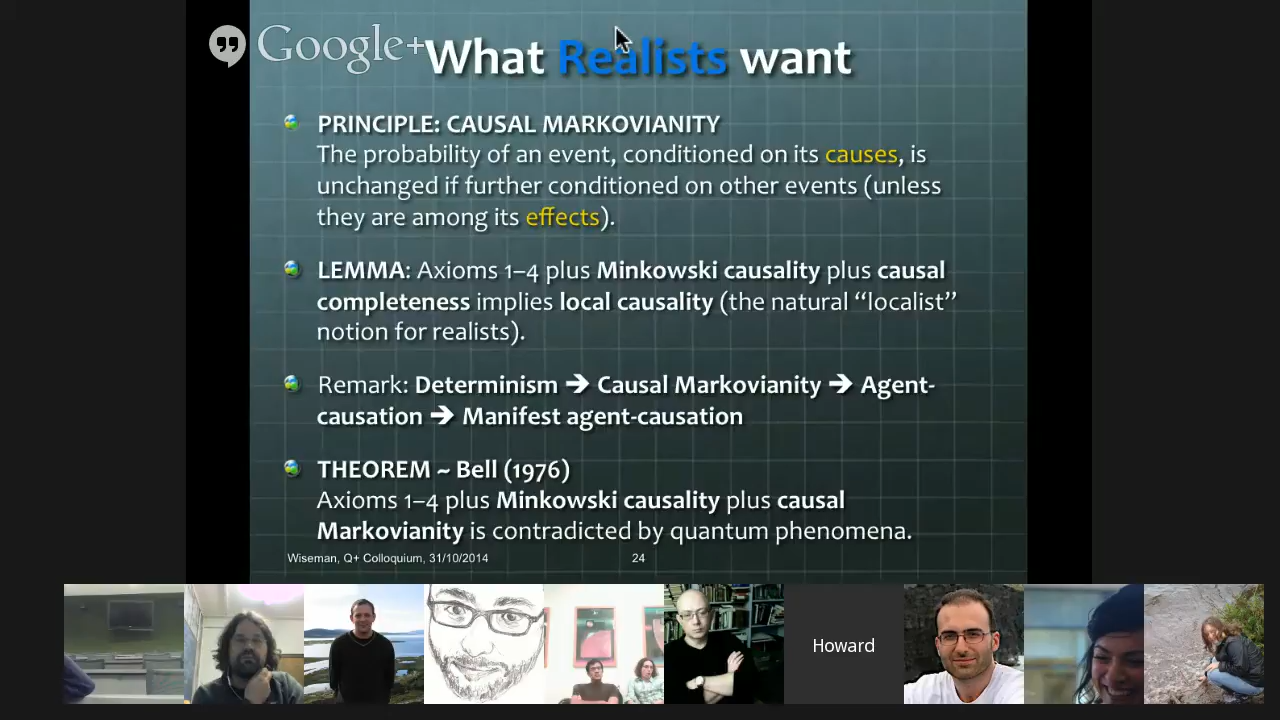 Google+
What Realists want
PRINCIPLE: CAUSAL MARKOVIANITY
The probability of an event, conditioned on its causes, is
unchanged if further conditioned on other events (unless
they are among its effects).
LEMMA: Axioms 1–4 plus Minkowski causality plus causal
completeness implies local causality (the natural “localist”
notion for realists).
Remark: Determinism ➔ Causal Markovianity ➔ Agent-
causation ➔ Manifest agent-causation
THEOREM ~ Bell (1976)
Axioms 1–4 plus Minkowski causality plus causal
Markovianity is contradicted by quantum phenomena.
Wiseman, Q+ Colloquium, 31/10/2014
24
Howard